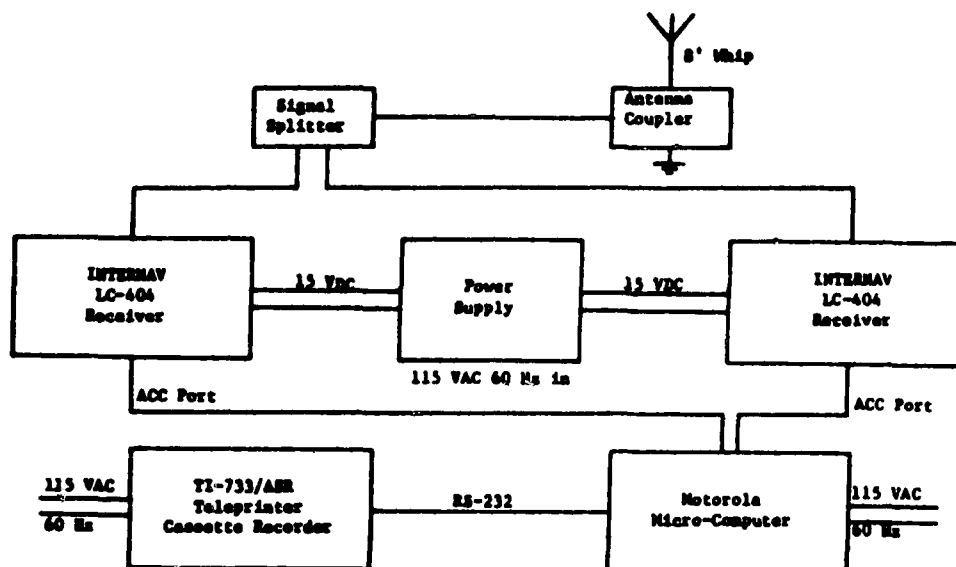 8' Whip
Signal
Splitter
Antenna
Coupler
INTERNAV
LC-404
Receiver
15 VDC
Power
Supply
15 VDC
INTERNAV
LC-404
Receiver
115 VAC 60 Hz in
ACC Port
ACC Port
115 VAC
60 Hz
TI-733/ASR
Teleprinter
Cassette Recorder
RS-232
Motorola
Micro-Computer
115 VAC
60 Hz